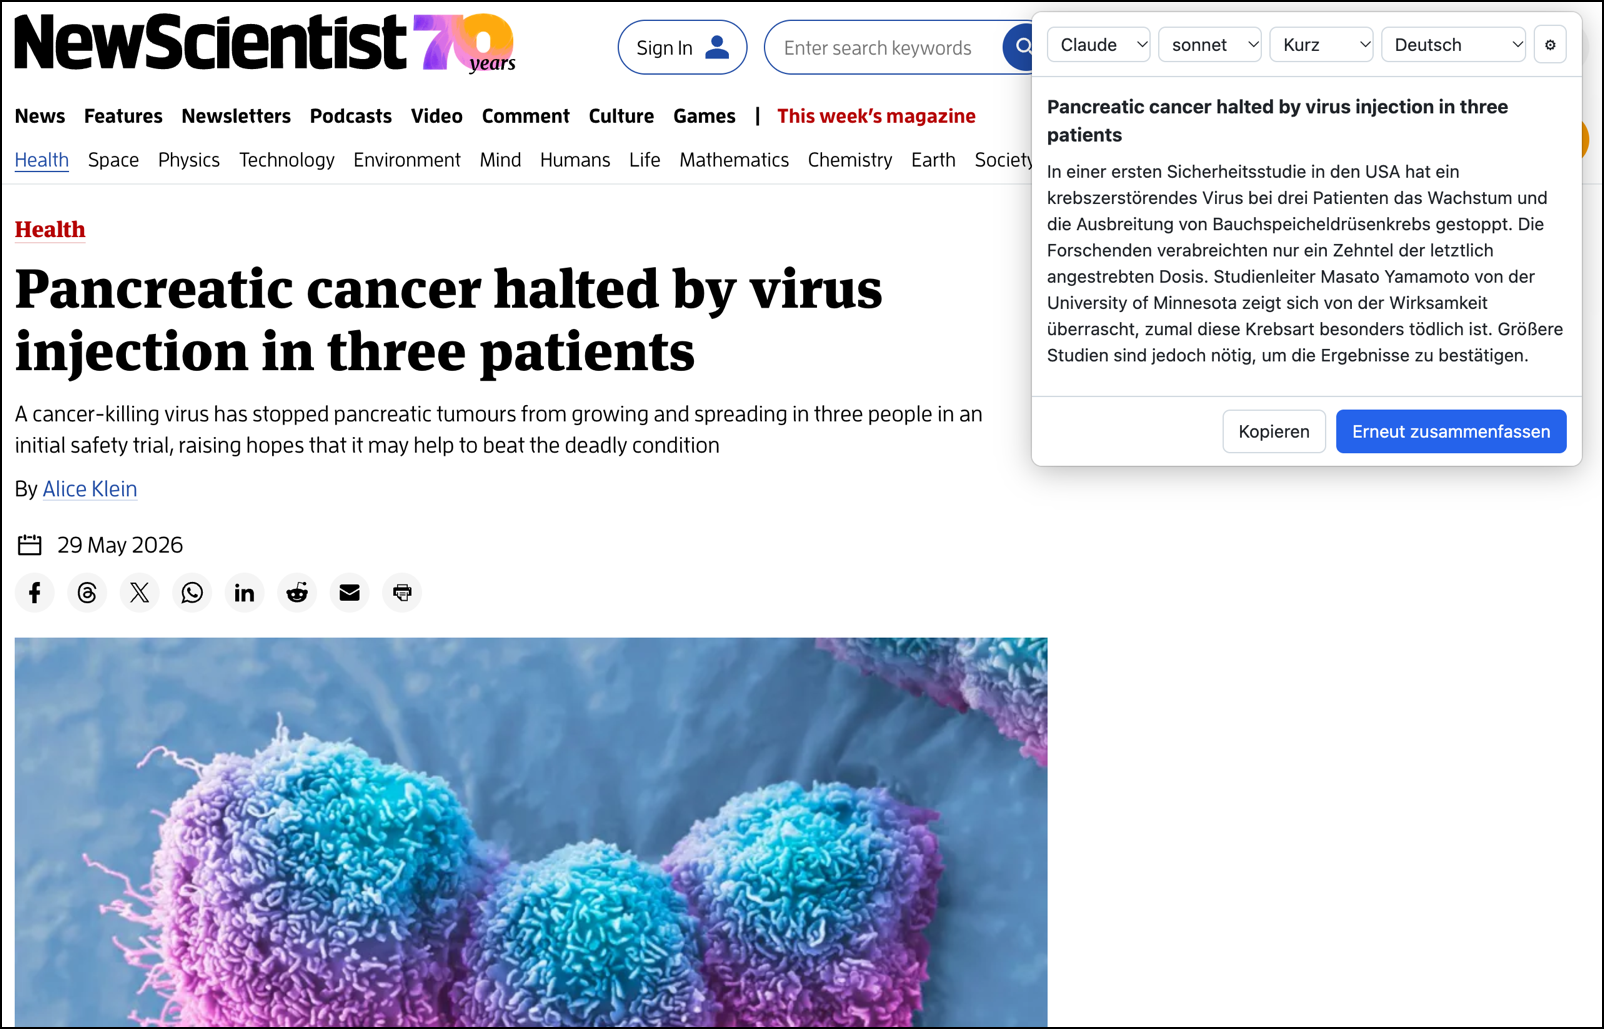 NewScientist 70 years
Sign In
Enter search keywords
News Features Newsletters Podcasts Video Comment Culture Games | This week's magazine
Health Space Physics Technology Environment Mind Humans Life Mathematics Chemistry Earth Society
Health
Pancreatic cancer halted by virus
injection in three patients
A cancer-killing virus has stopped pancreatic tumours from growing and spreading in three people in an
initial safety trial, raising hopes that it may help to beat the deadly condition
By Alice Klein
29 May 2026
Claude sonnet Kurz Deutsch
Pancreatic cancer halted by virus injection in three
patients
In einer ersten Sicherheitsstudie in den USA hat ein
krebszerstörendes Virus bei drei Patienten das Wachstum und
die Ausbreitung von Bauchspeicheldrüsenkrebs gestoppt. Die
Forschenden verabreichten nur ein Zehntel der letztlich
angestrebten Dosis. Studienleiter Masato Yamamoto von der
University of Minnesota zeigt sich von der Wirksamkeit
überrascht, zumal diese Krebsart besonders tödlich ist. Größere
Studien sind jedoch nötig, um die Ergebnisse zu bestätigen.
Kopieren Erneut zusammenfassen